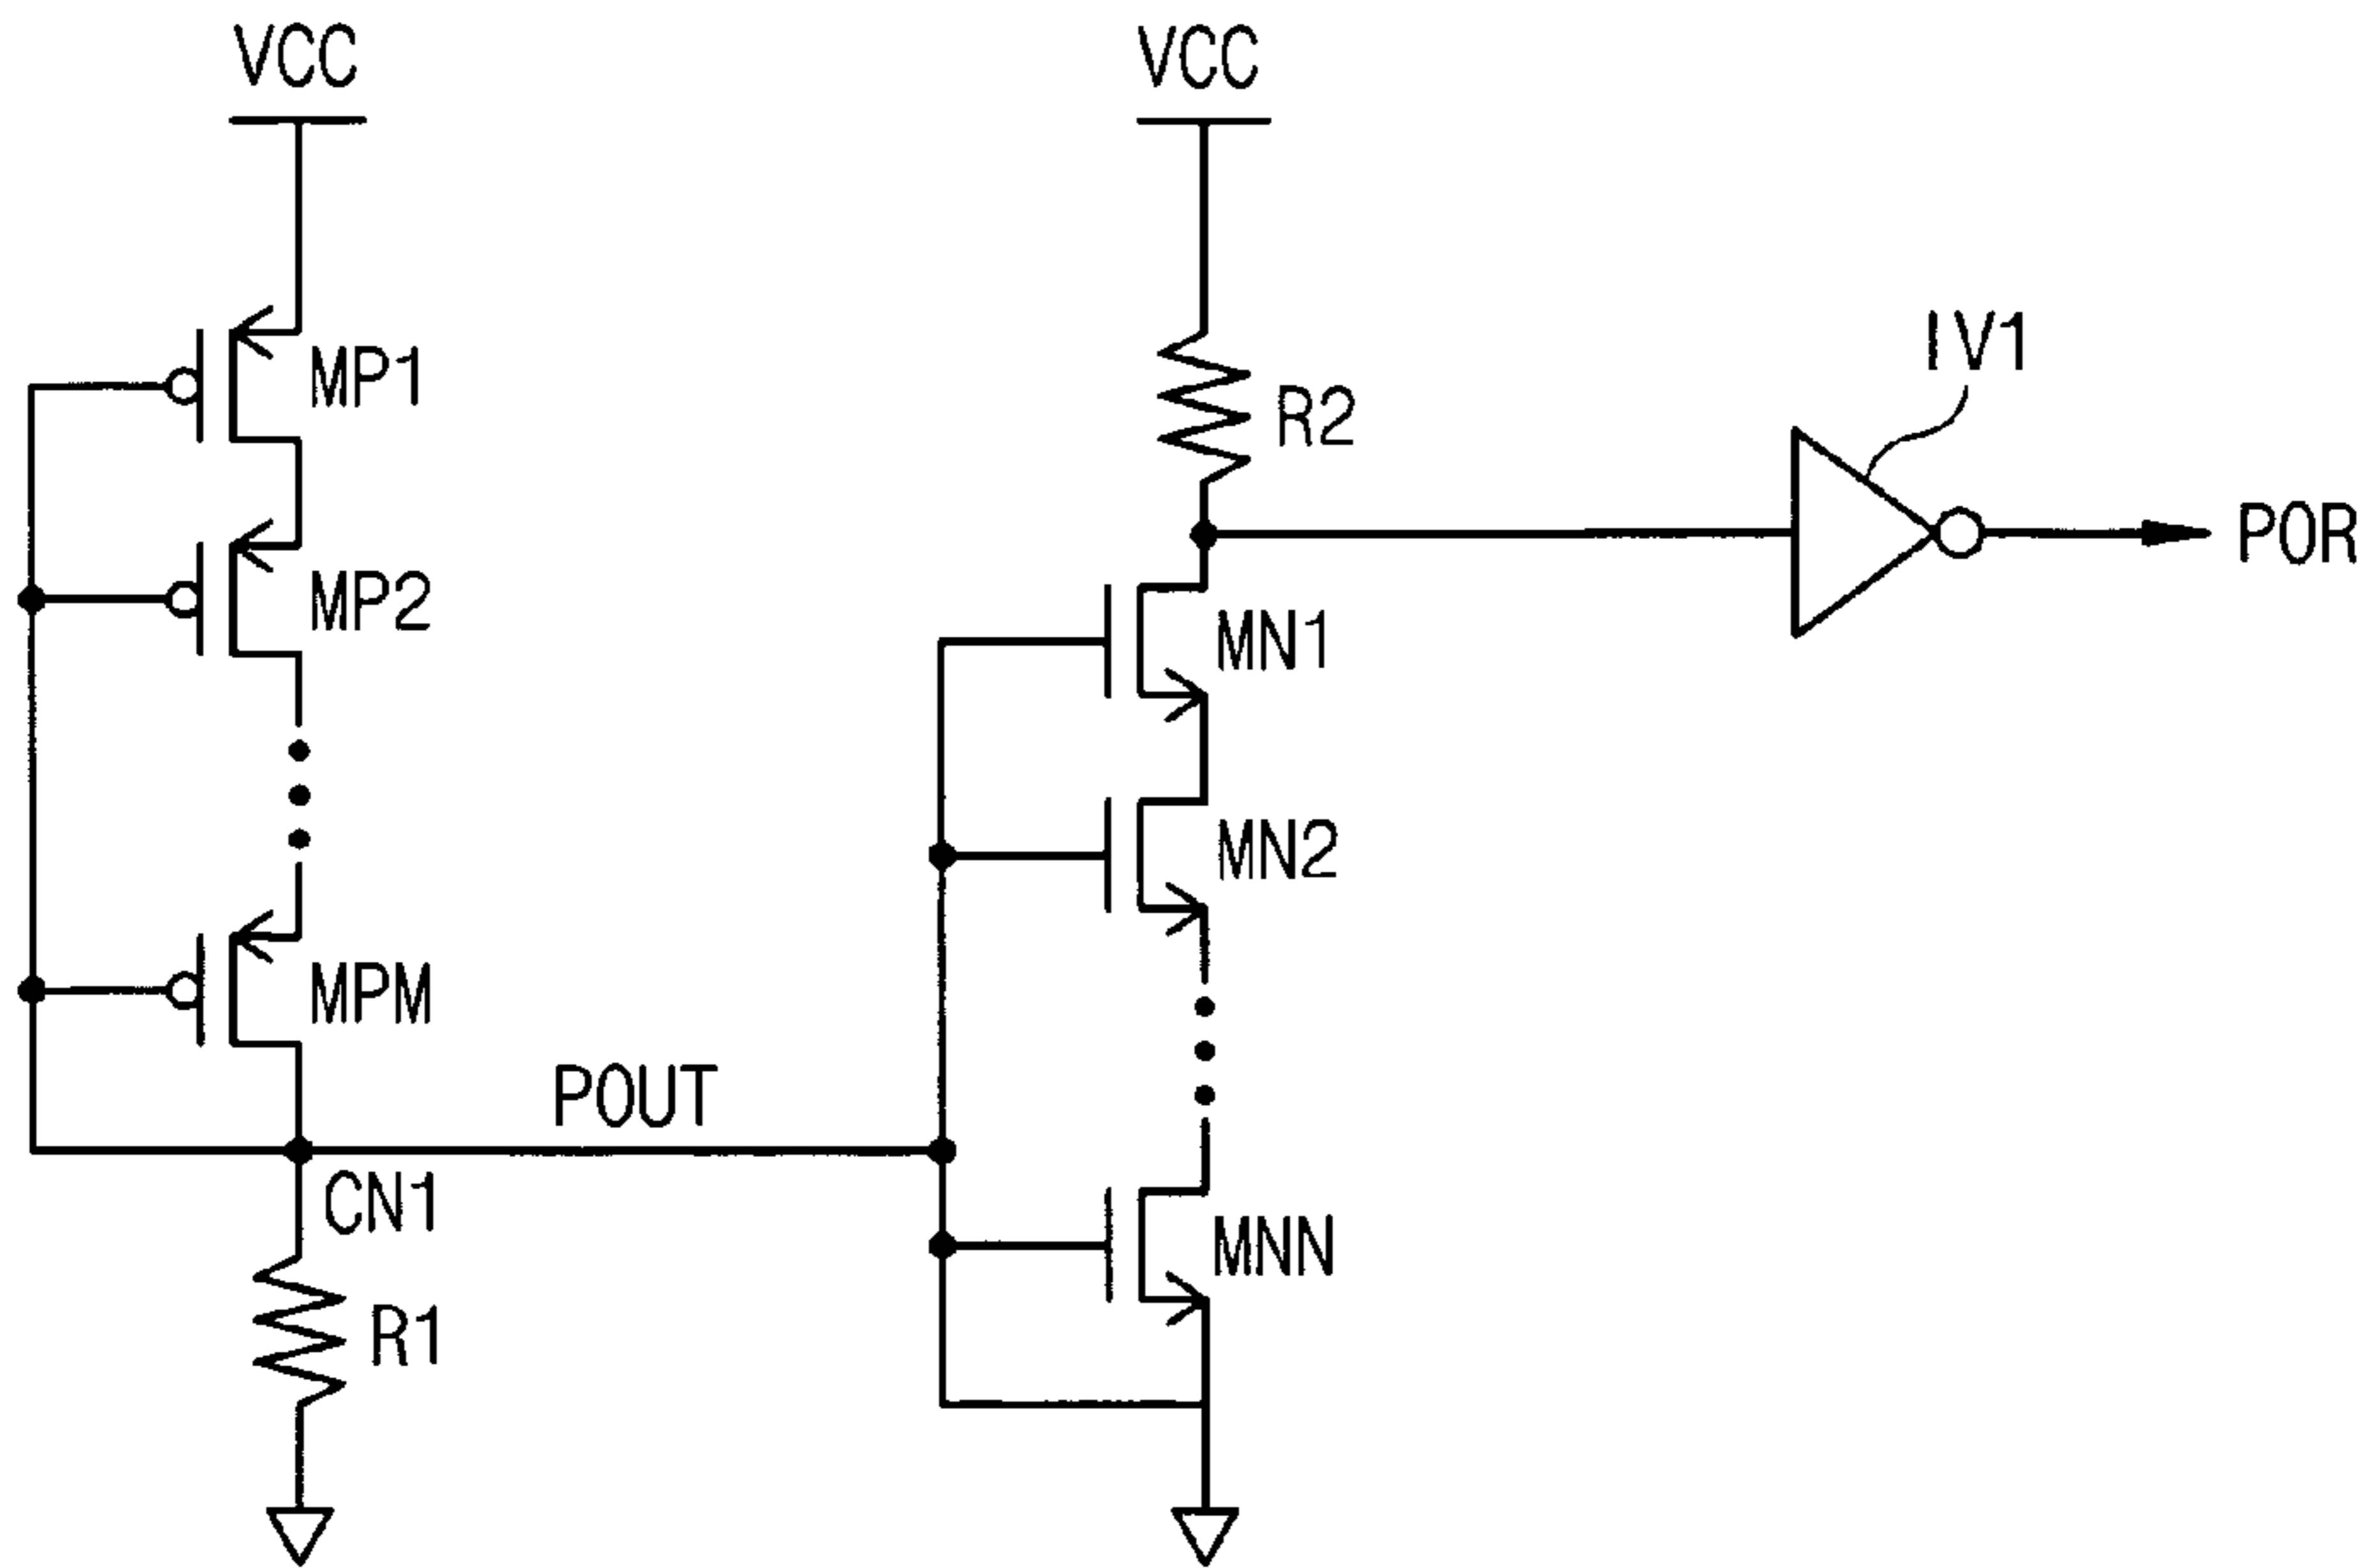 VCC
VCC
IV1
MP1
R2
POR
MP2
MN1
MN2
MPM
POUT
CN1
MNN
R1